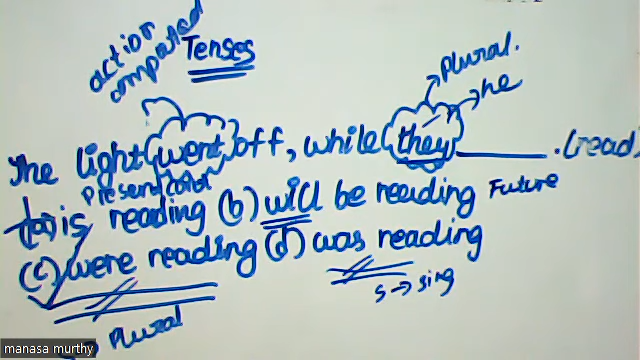 action
completed
Tenses
Plural.
he
The light went off, while they ______. (read)
Present
(a) is reading (b) will be reading Future
(c) were reading (d) was reading
s → sing
Plural
manasa murthy